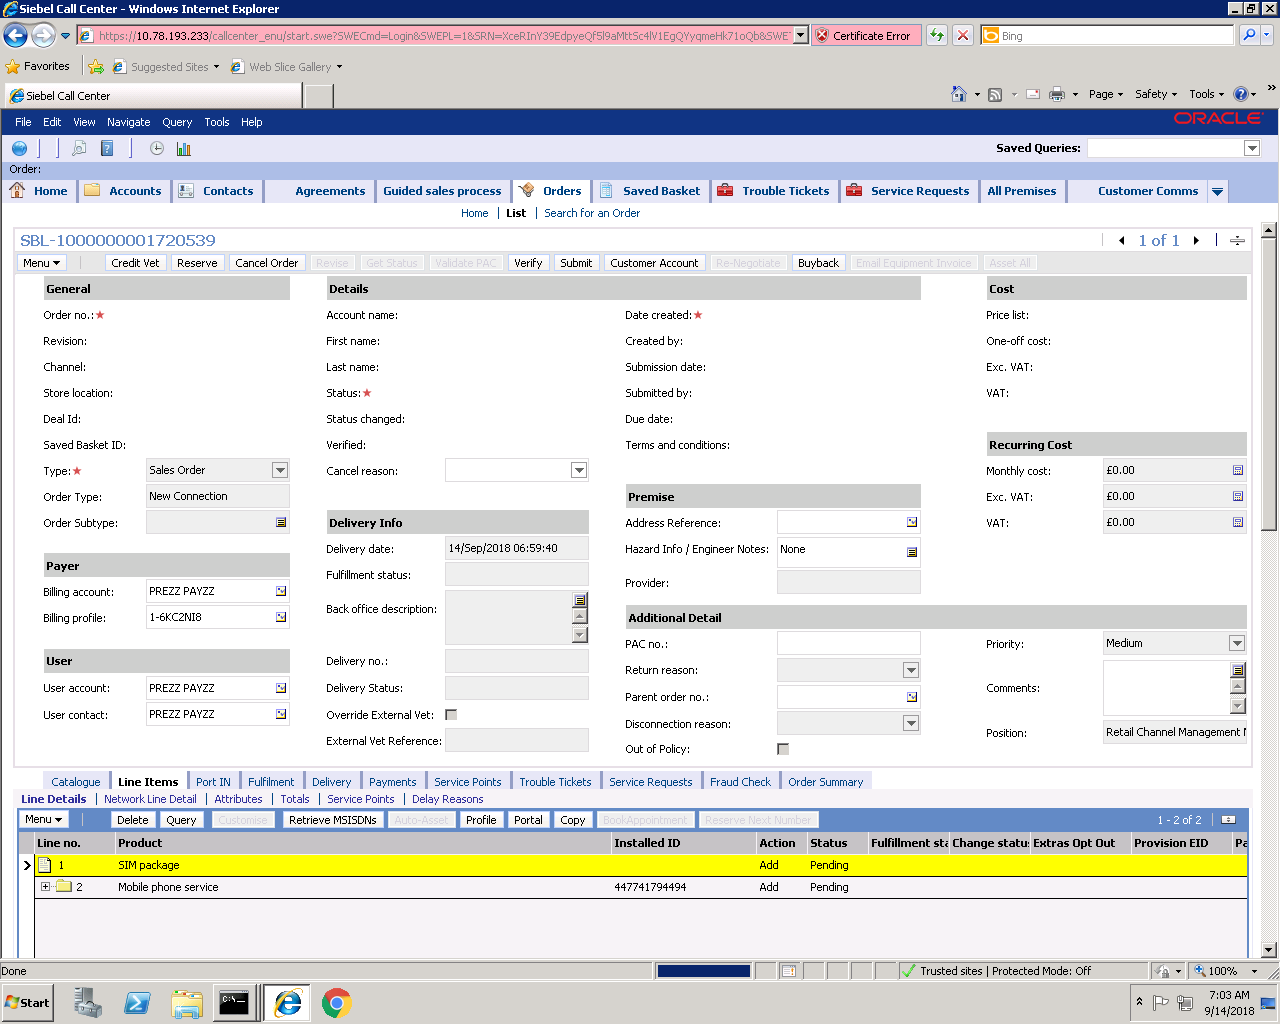 Siebel Call Center - Windows Internet Explorer
Certificate Error
Bing
Favorites Suggested Sites Web Slice Gallery
Siebel Call Center
Page Safety Tools
File Edit View Navigate Query Tools Help
ORACLE
Saved Queries:
Order:
Home Accounts Contacts Agreements Guided sales process Orders Saved Basket Trouble Tickets Service Requests All Premises Customer Comms
Home List Search for an Order
SBL-1000000001720539
1 of 1
Menu Credit Vet Reserve Cancel Order Revise Get Status Validate PAC Verify Submit Customer Account Re-Negotiate Buyback Email Equipment Invoice Asset All
General Details Cost
Order no.: Account name: Date created: Price list:
Revision: First name: Created by: One-off cost:
Channel: Last name: Submission date: Exc. VAT:
Store location: Status: Submitted by: VAT:
Deal Id: Status changed: Due date:
Saved Basket ID: Verified: Terms and conditions: Recurring Cost
Type: Sales Order Cancel reason: Monthly cost: £0.00
Order Type: New Connection Premise Exc. VAT: £0.00
Order Subtype: Delivery Info Address Reference: VAT: £0.00
Delivery date: 14/Sep/2018 06:59:40 Hazard Info / Engineer Notes: None
Payer Fulfillment status: Provider:
Billing account: PREZZ PAYZZ Back office description:
Billing profile: 1-6KC2NI8 Additional Detail
PAC no.: Priority: Medium
User Delivery no.: Return reason:
User account: PREZZ PAYZZ Delivery Status: Parent order no.: Comments:
User contact: PREZZ PAYZZ Override External Vet: Disconnection reason:
External Vet Reference: Out of Policy: Position: Retail Channel Management
Catalogue Line Items Port IN Fulfilment Delivery Payments Service Points Trouble Tickets Service Requests Fraud Check Order Summary
Line Details Network Line Detail Attributes Totals Service Points Delay Reasons
Menu Delete Query Customise Retrieve MSISDNs Auto-Asset Profile Portal Copy BookAppointment Reserve Next Number 1 - 2 of 2
Line no. Product Installed ID Action Status Fulfillment sta Change status Extras Opt Out Provision EID Pa
1 SIM package Add Pending
2 Mobile phone service 447741794494 Add Pending
Done Trusted sites | Protected Mode: Off 100%
Start C:\. 7:03 AM
9/14/2018